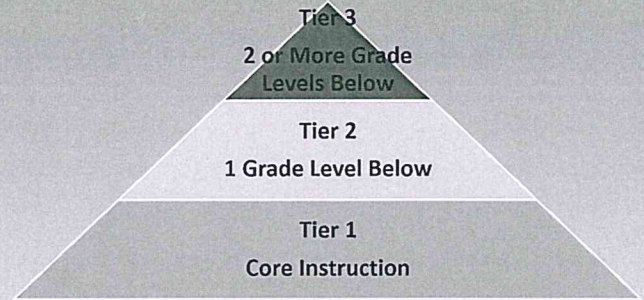 Tier 3
2 or More Grade
Levels Below
Tier 2
1 Grade Level Below
Tier 1
Core Instruction